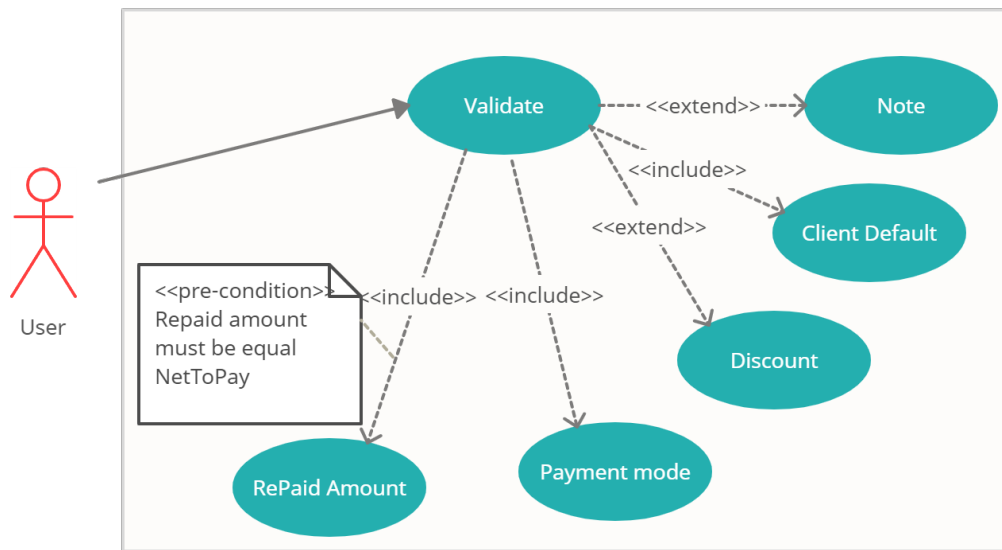 Validate
<<extend>>
Note
<<include>>
Client Default
<<extend>>
<<pre-condition>>
Repaid amount
must be equal
NetToPay
<<include>>
<<include>>
User
Discount
RePaid Amount
Payment mode